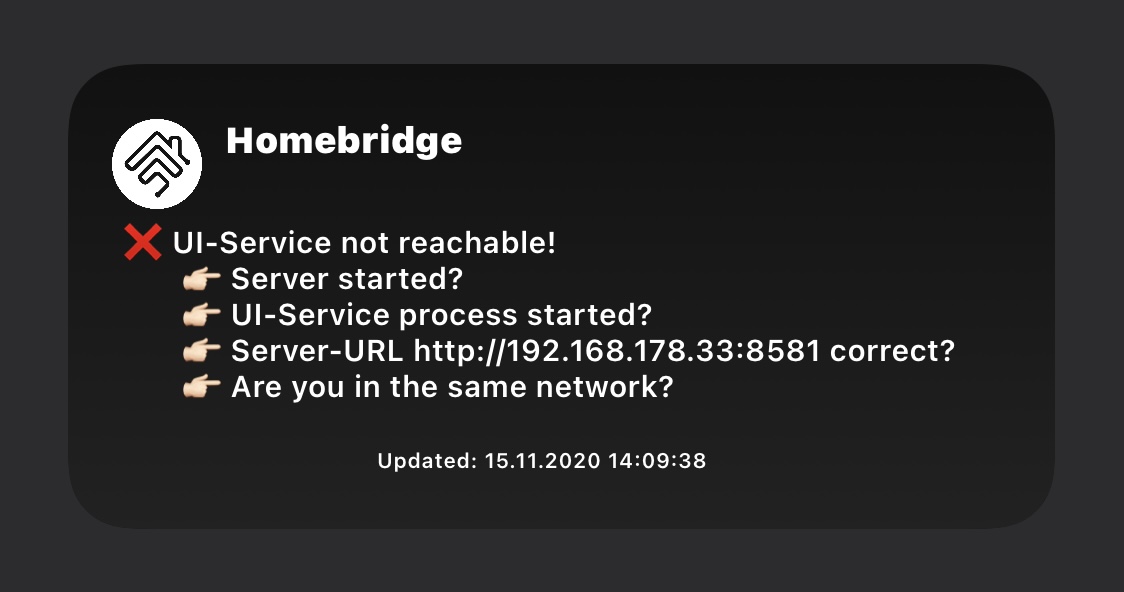 Homebridge
❌ UI-Service not reachable!
👉🏻 Server started?
👉🏻 UI-Service process started?
👉🏻 Server-URL http://192.168.178.33:8581 correct?
👉🏻 Are you in the same network?
Updated: 15.11.2020 14:09:38